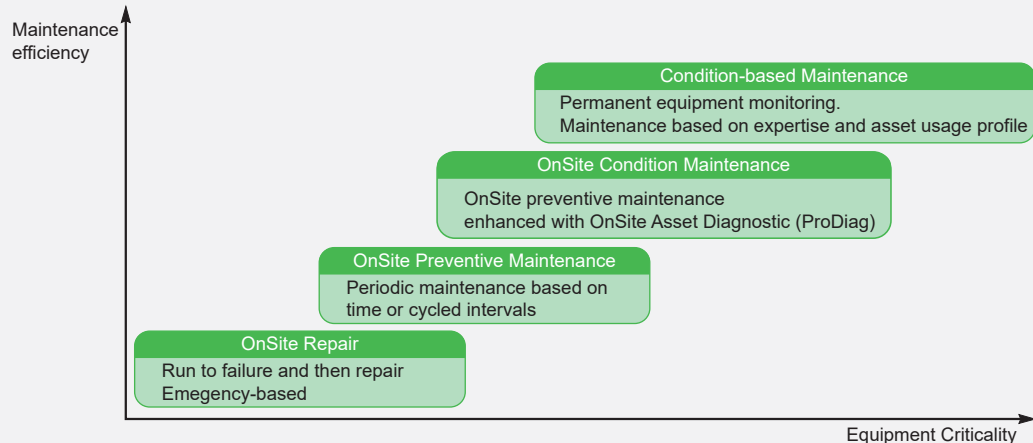 Maintenance
efficiency
Condition-based Maintenance
Permanent equipment monitoring.
Maintenance based on expertise and asset usage profile
OnSite Condition Maintenance
OnSite preventive maintenance
enhanced with OnSite Asset Diagnostic (ProDiag)
OnSite Preventive Maintenance
Periodic maintenance based on
time or cycled intervals
OnSite Repair
Run to failure and then repair
Emegency-based
Equipment Criticality